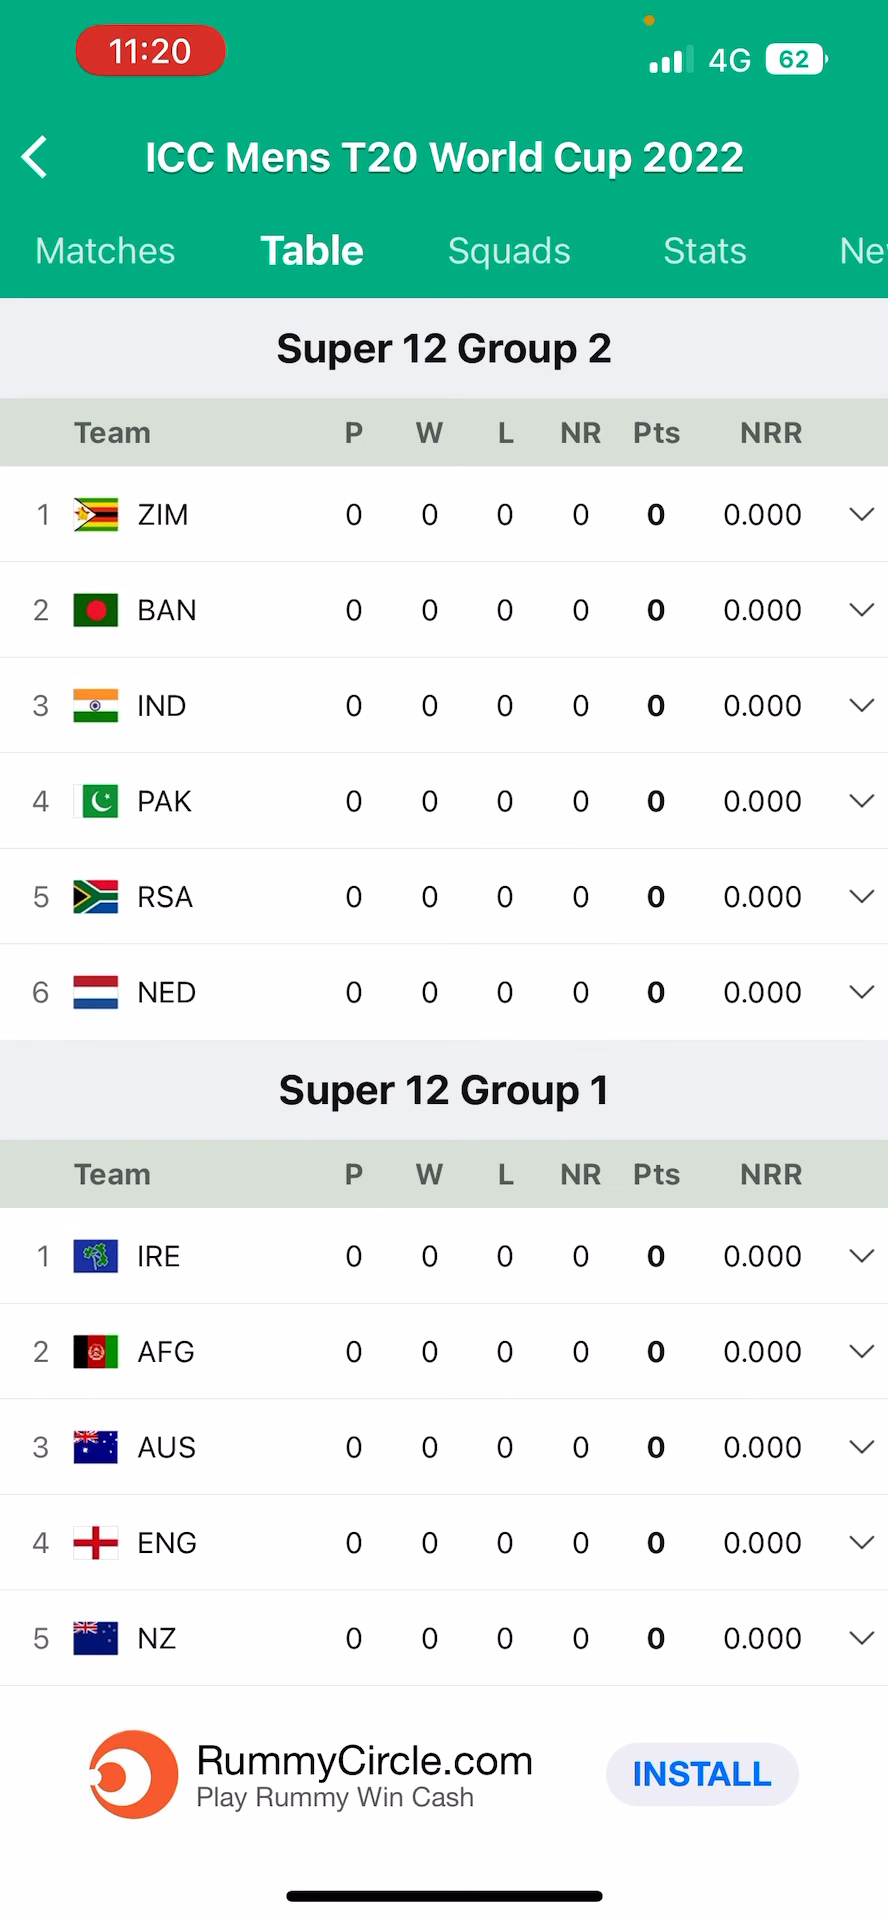 11:20 4G 62
ICC Mens T20 World Cup 2022
Matches Table Squads Stats Ne
Super 12 Group 2
Team P W L NR Pts NRR
1 ZIM 0 0 0 0 0 0.000
2 BAN 0 0 0 0 0 0.000
3 IND 0 0 0 0 0 0.000
4 PAK 0 0 0 0 0 0.000
5 RSA 0 0 0 0 0 0.000
6 NED 0 0 0 0 0 0.000
Super 12 Group 1
Team P W L NR Pts NRR
1 IRE 0 0 0 0 0 0.000
2 AFG 0 0 0 0 0 0.000
3 AUS 0 0 0 0 0 0.000
4 ENG 0 0 0 0 0 0.000
5 NZ 0 0 0 0 0 0.000
RummyCircle.com
Play Rummy Win Cash
INSTALL